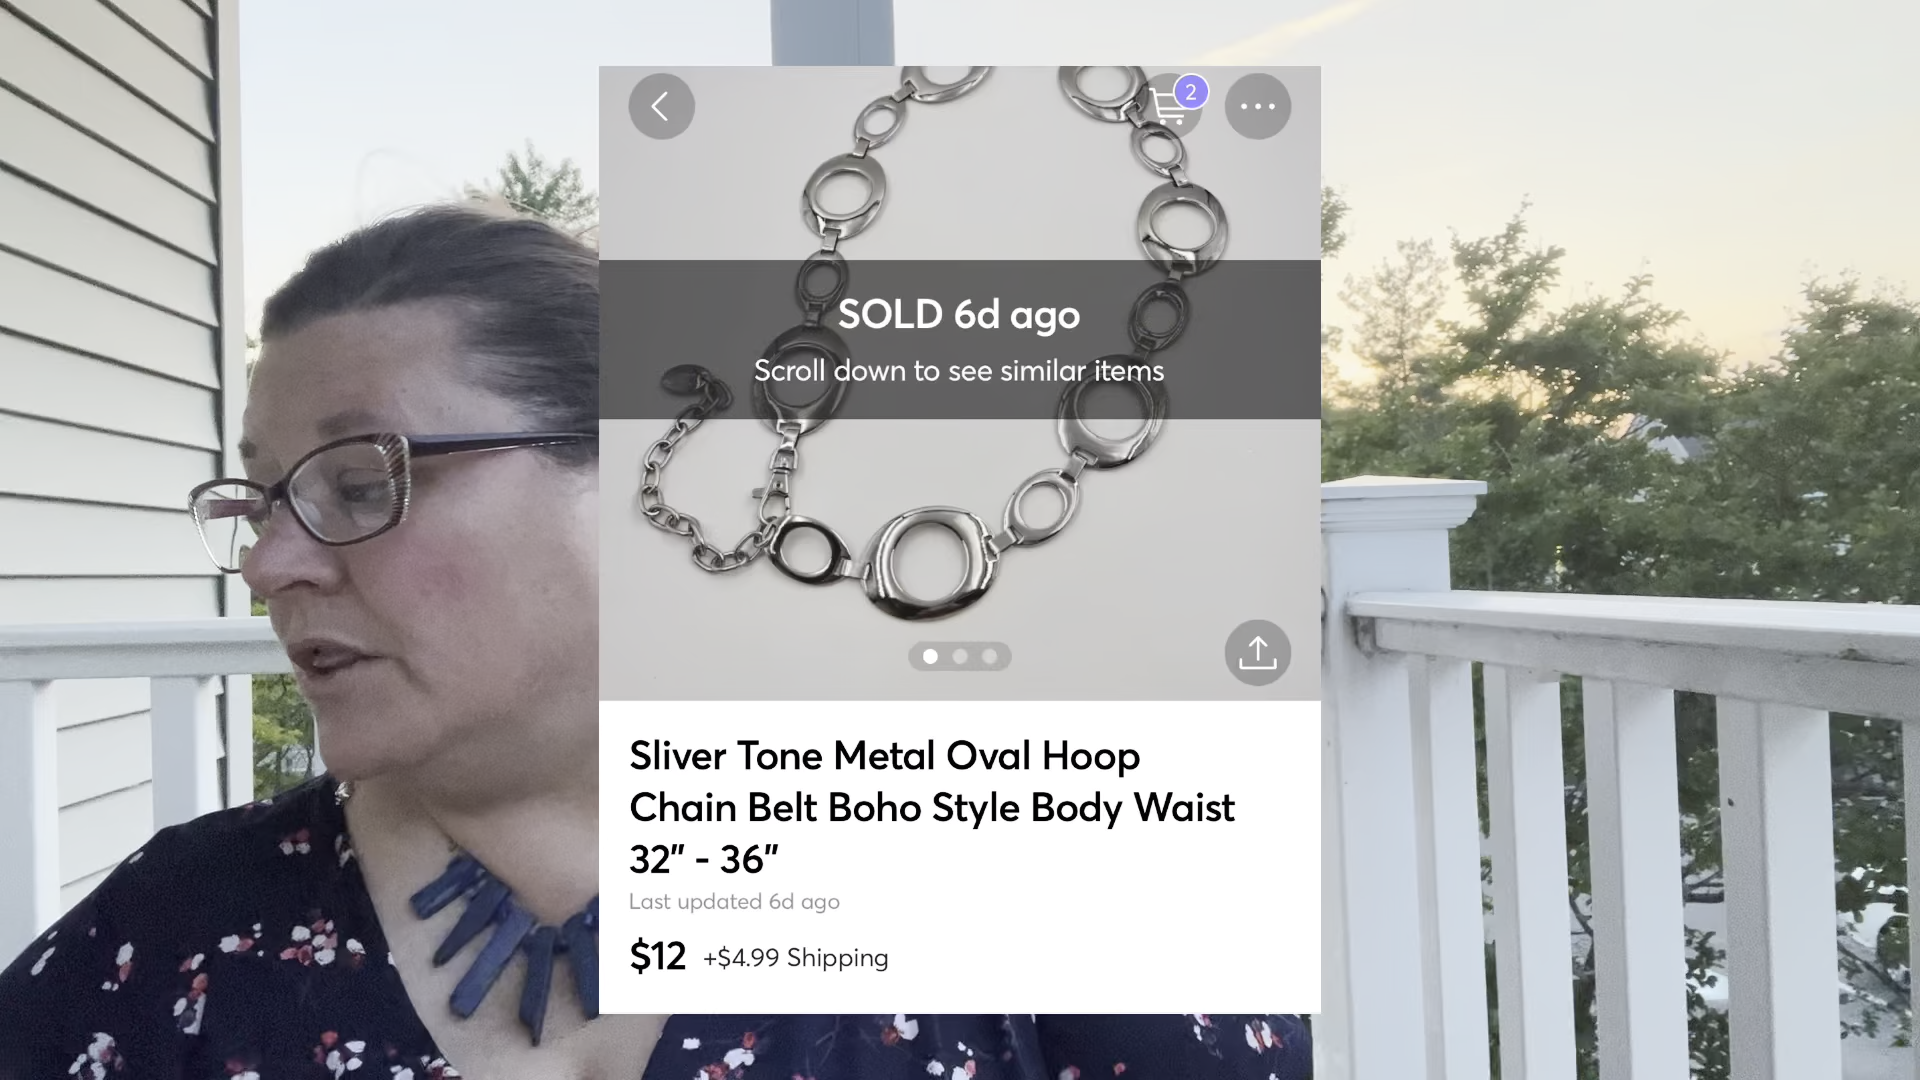 2
SOLD 6d ago
Scroll down to see similar items
Sliver Tone Metal Oval Hoop
Chain Belt Boho Style Body Waist
32" - 36"
Last updated 6d ago
$12 +$4.99 Shipping